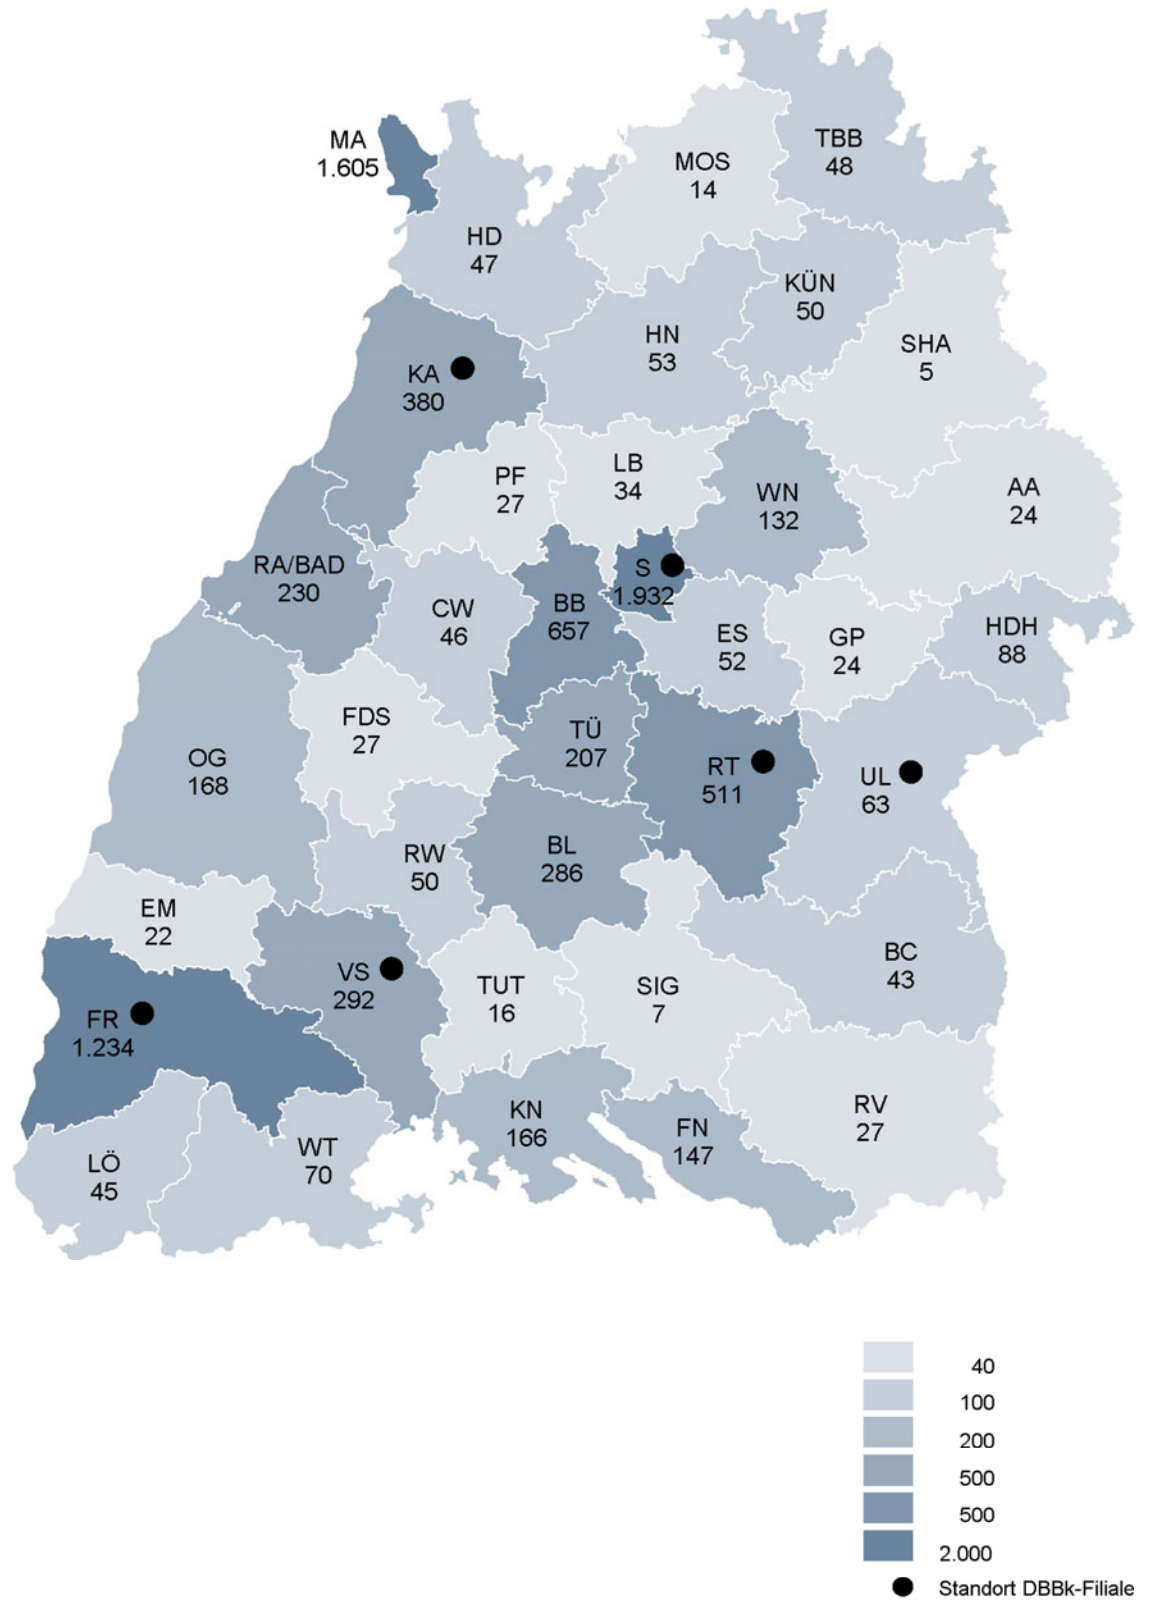 TBB
48
MA
1.605
MOS
14
HD
47
KÜN
50
HN
53
SHA
5
KA
380
LB
34
PF
27
WN
132
AA
24
RA/BAD
230
S
1.932
BB
657
CW
46
ES
52
GP
24
HDH
88
FDS
27
TÜ
207
OG
168
RT
511
UL
63
BL
286
RW
50
EM
22
BC
43
VS
292
TUT
16
SIG
7
FR
1.234
KN
166
FN
147
RV
27
WT
70
LÖ
45
40
100
200
500
500
2.000
Standort DBBk-Filiale